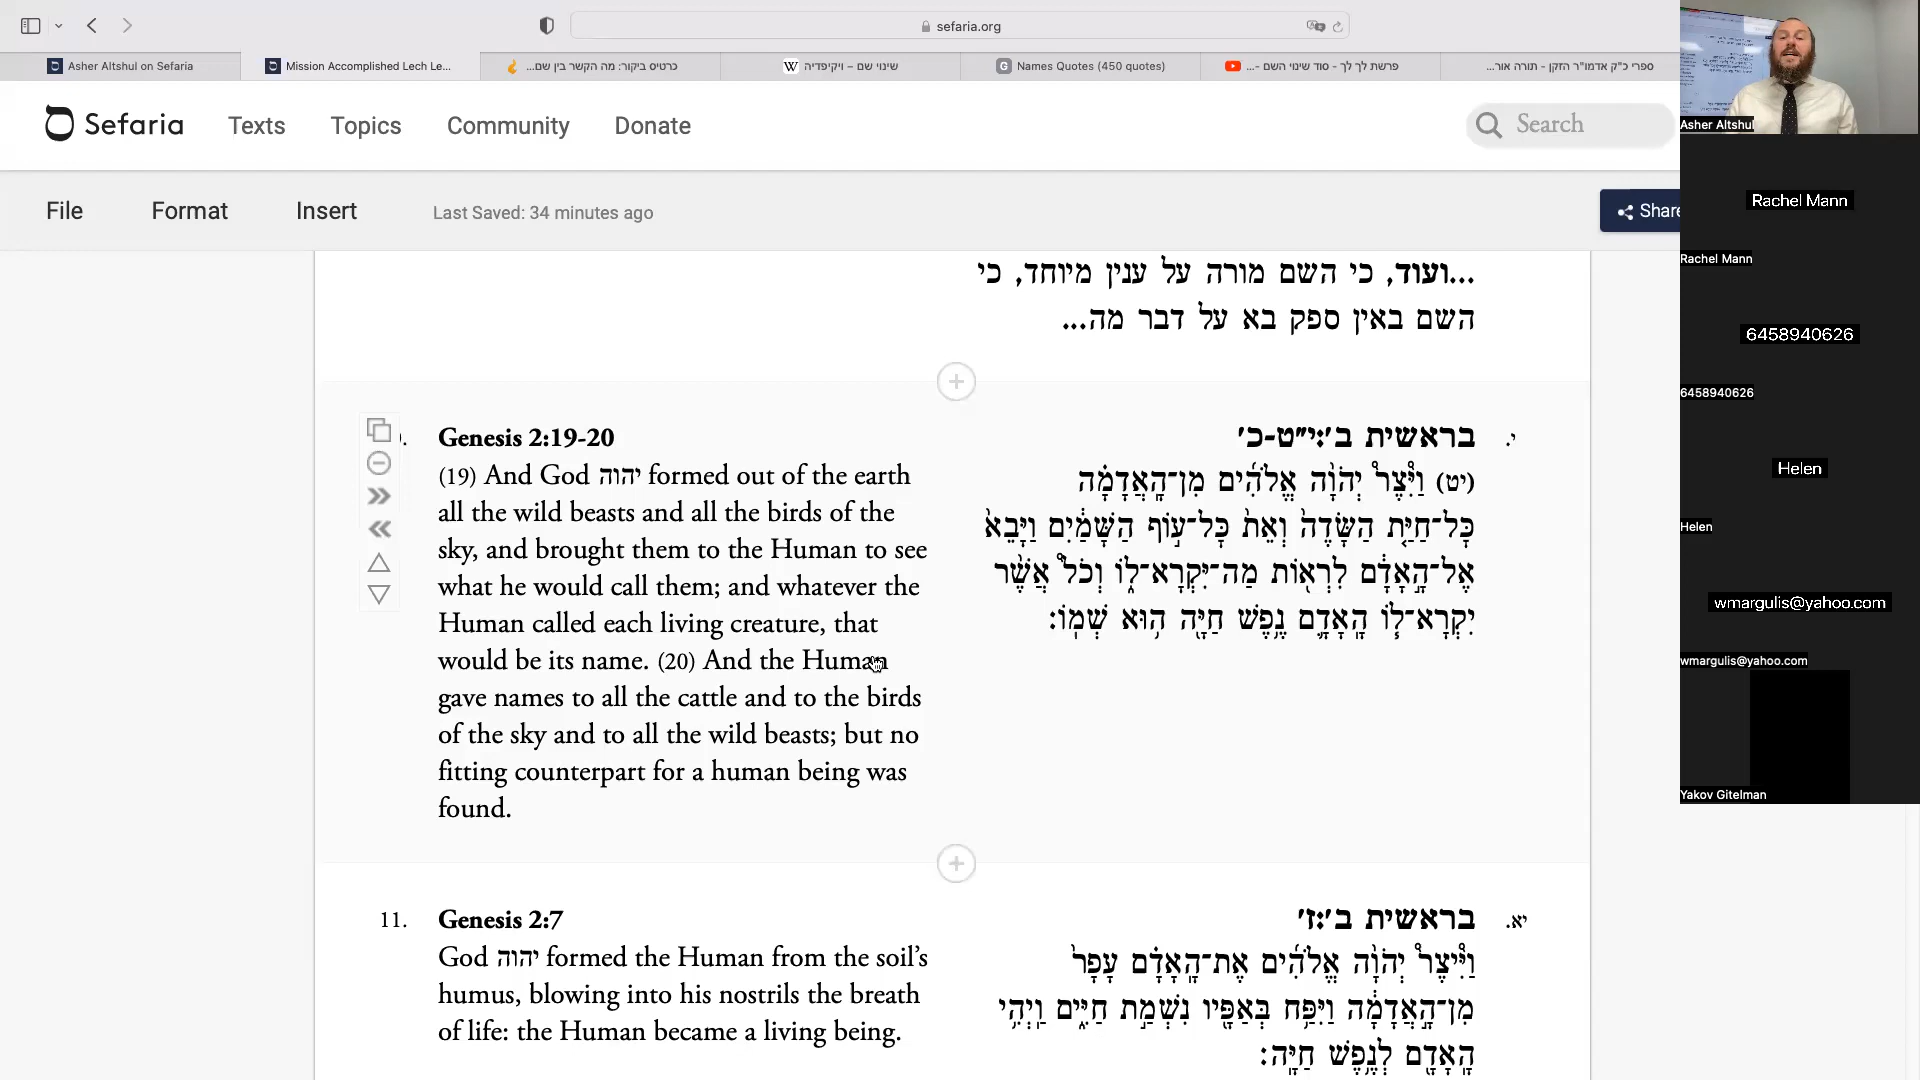 sefaria.org
Asher Altshul on Sefaria
Mission Accomplished Lech Le...
כרטיס ביקור: מה הקשר בין שם...
שינוי שם – ויקיפדיה
Names Quotes (450 quotes)
פרשת לך לך - סוד שינוי השם -...
ספרי כ"ק אדמו"ר הזקן - תורה אור...
Sefaria
Texts
Topics
Community
Donate
Search
File
Format
Insert
Last Saved: 34 minutes ago
Share
...ועוד, כי השם מורה על ענין מיוחד, כי
השם באין ספק בא על דבר מה...
Genesis 2:19-20
(19) And God יהוה formed out of the earth
all the wild beasts and all the birds of the
sky, and brought them to the Human to see
what he would call them; and whatever the
Human called each living creature, that
would be its name. (20) And the Human
gave names to all the cattle and to the birds
of the sky and to all the wild beasts; but no
fitting counterpart for a human being was
found.
י.
בראשית ב׳:י״ט-כ׳
(יט) וַיִּ֩צֶר֩ יְהֹוָ֨ה אֱלֹהִ֜ים מִן־הָֽאֲדָמָ֗ה
כׇּל־חַיַּ֤ת הַשָּׂדֶה֙ וְאֵת֙ כׇּל־ע֣וֹף הַשָּׁמַ֔יִם וַיָּבֵא֙
אֶל־הָ֣אָדָ֔ם לִרְא֖וֹת מַה־יִּקְרָא־ל֑וֹ וְכֹל֩ אֲשֶׁ֨ר
יִקְרָא־ל֧וֹ הָֽאָדָ֛ם נֶ֥פֶשׁ חַיָּ֖ה ה֥וּא שְׁמֽוֹ׃
11.
Genesis 2:7
God יהוה formed the Human from the soil’s
humus, blowing into his nostrils the breath
of life: the Human became a living being.
יא.
בראשית ב׳:ז׳
וַיִּ֩יצֶר֩ יְהֹוָ֨ה אֱלֹהִ֜ים אֶת־הָֽאָדָ֗ם עָפָר֙
מִן־הָ֣אֲדָמָ֔ה וַיִּפַּ֥ח בְּאַפָּ֖יו נִשְׁמַ֣ת חַיִּ֑ים וַֽיְהִ֥י
הָֽאָדָ֖ם לְנֶ֥פֶשׁ חַיָּֽה׃
Asher Altshul
Rachel Mann
Rachel Mann
6458940626
6458940626
Helen
Helen
wmargulis@yahoo.com
wmargulis@yahoo.com
Yakov Gitelman